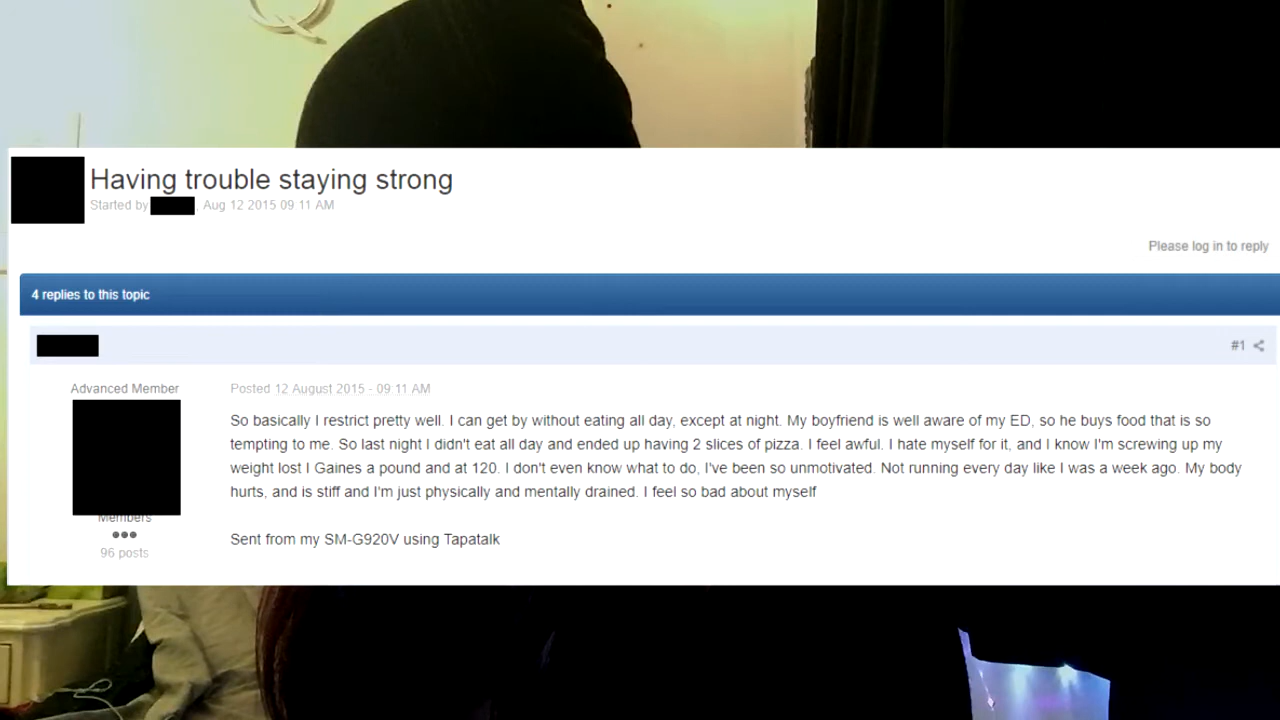 Having trouble staying strong
Started by , Aug 12 2015 09:11 AM
Please log in to reply
4 replies to this topic
#1
Advanced Member
Posted 12 August 2015 - 09:11 AM
So basically I restrict pretty well. I can get by without eating all day, except at night. My boyfriend is well aware of my ED, so he buys food that is so
tempting to me. So last night I didn't eat all day and ended up having 2 slices of pizza. I feel awful. I hate myself for it, and I know I'm screwing up my
weight lost I Gaines a pound and at 120. I don't even know what to do, I've been so unmotivated. Not running every day like I was a week ago. My body
hurts, and is stiff and I'm just physically and mentally drained. I feel so bad about myself
Members
96 posts
Sent from my SM-G920V using Tapatalk